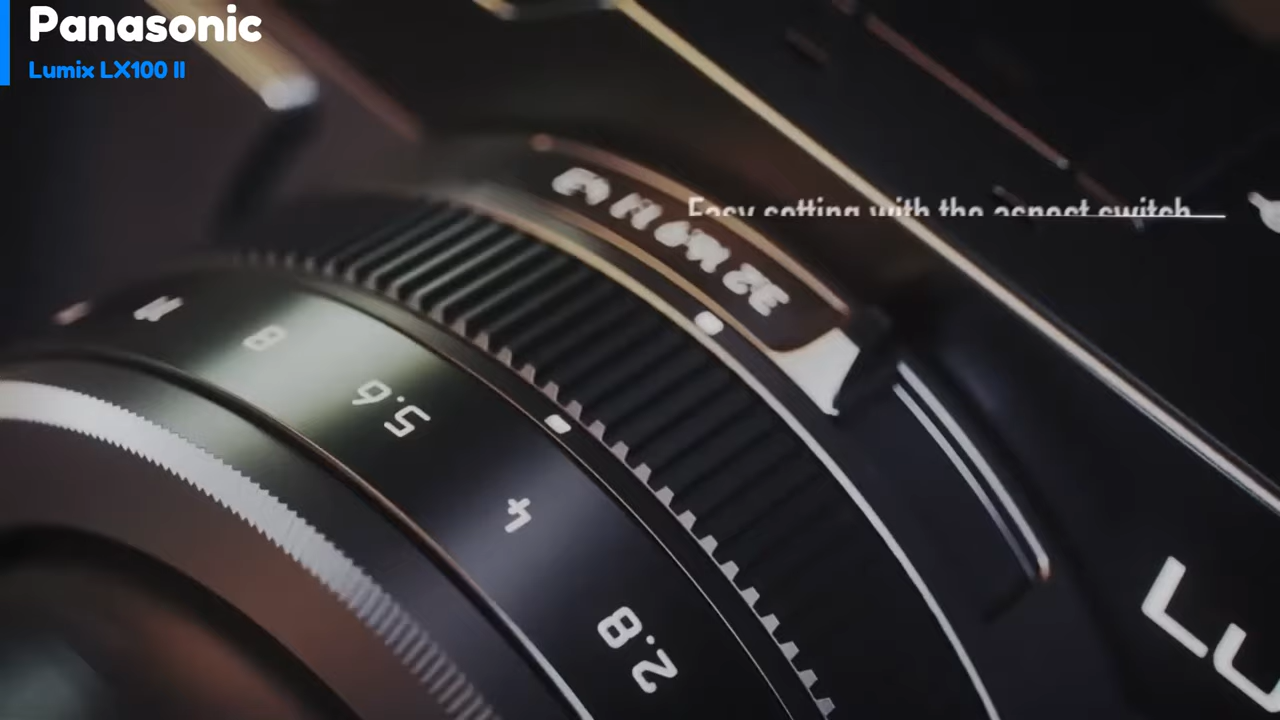 Panasonic
Lumix LX100 II
Easy setting with the aspect switch
8
5.6
4
2.8